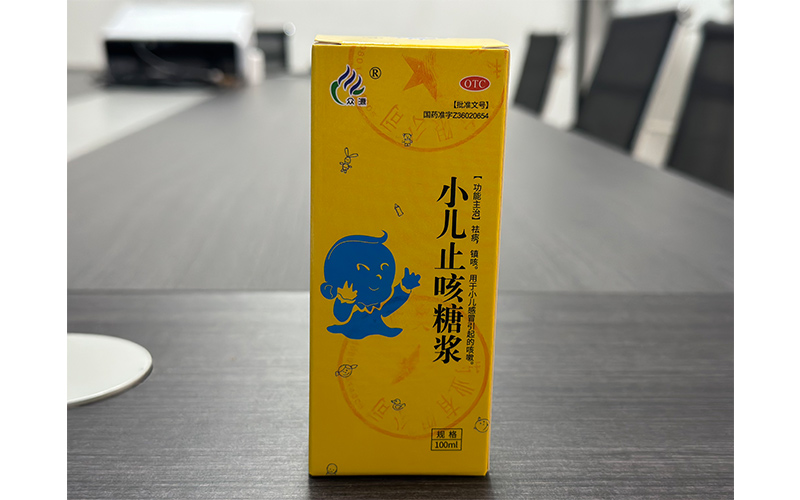 众源®
OTC
【批准文号】
国药准字Z36020654
小儿止咳糖浆
【功能主治】祛痰，镇咳。用于小儿感冒引起的咳嗽。
规格
100ml